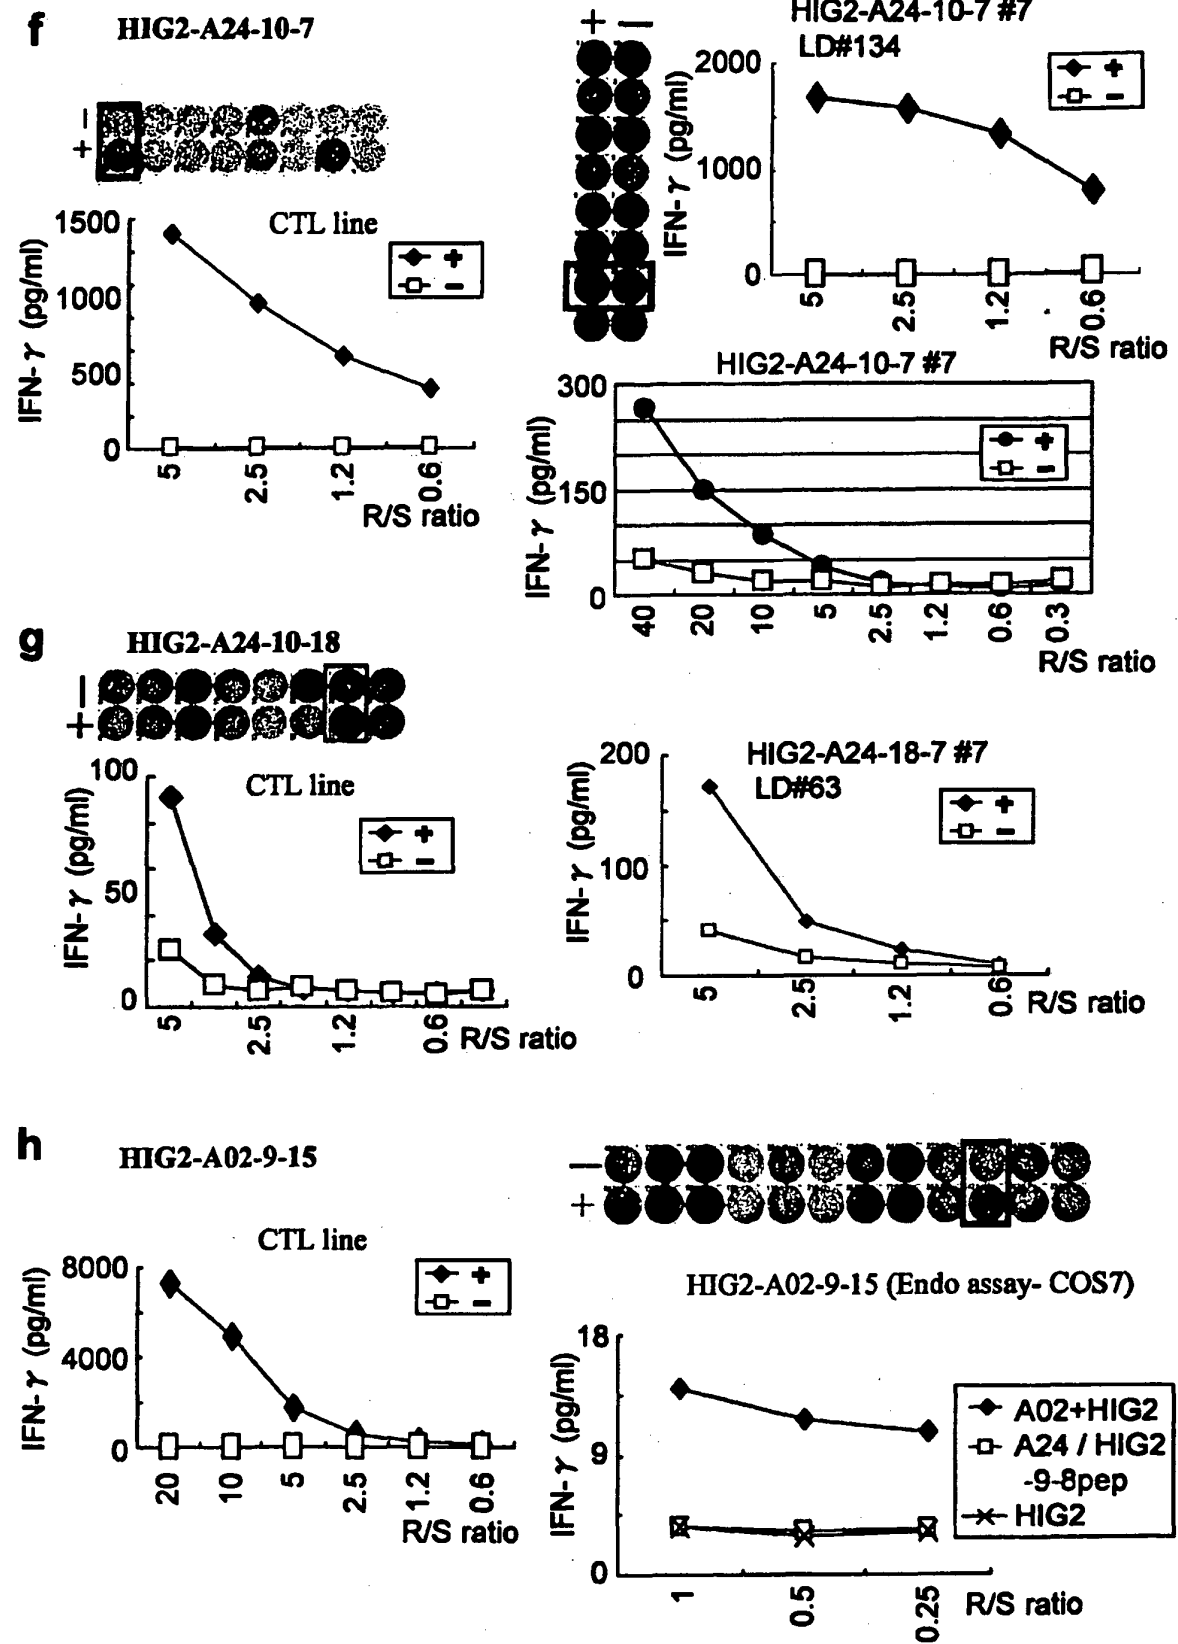 f
HIG2-A24-10-7
−
+
CTL line
1500
1000
500
0
IFN-γ (pg/ml)
+
−
5
2.5
1.2
0.6
R/S ratio
+ −
HIG2-A24-10-7 #7
LD#134
2000
1000
0
IFN-γ (pg/ml)
+
−
5
2.5
1.2
0.6
R/S ratio
HIG2-A24-10-7 #7
300
150
0
IFN-γ (pg/ml)
+
−
40
20
10
5
2.5
1.2
0.6
0.3
R/S ratio
g
HIG2-A24-10-18
−
+
CTL line
100
50
0
IFN-γ (pg/ml)
+
−
5
2.5
1.2
0.6
R/S ratio
HIG2-A24-18-7 #7
LD#63
200
100
0
IFN-γ (pg/ml)
+
−
5
2.5
1.2
0.6
R/S ratio
h
HIG2-A02-9-15
−
+
CTL line
8000
4000
0
IFN-γ (pg/ml)
+
−
20
10
5
2.5
1.2
0.6
R/S ratio
HIG2-A02-9-15 (Endo assay- COS7)
18
9
0
IFN-γ (pg/ml)
A02+HIG2
A24 / HIG2
-9-8pep
HIG2
1
0.5
0.25
R/S ratio